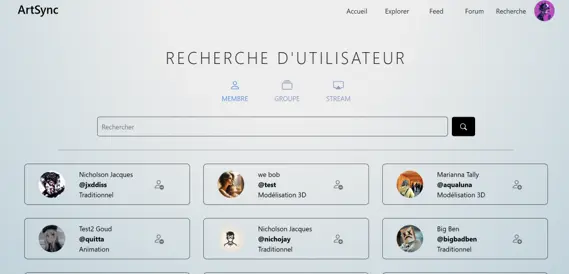 ArtSync
Accueil Explorer Feed Forum Recherche
RECHERCHE D'UTILISATEUR
MEMBRE GROUPE STREAM
Rechercher
Nicholson Jacques
@jxddiss
Traditionnel
we bob
@test
Modélisation 3D
Marianna Tally
@aqualuna
Modélisation 3D
Test2 Goud
@quitta
Animation
Nicholson Jacques
@nichojay
Traditionnel
Big Ben
@bigbadben
Traditionnel